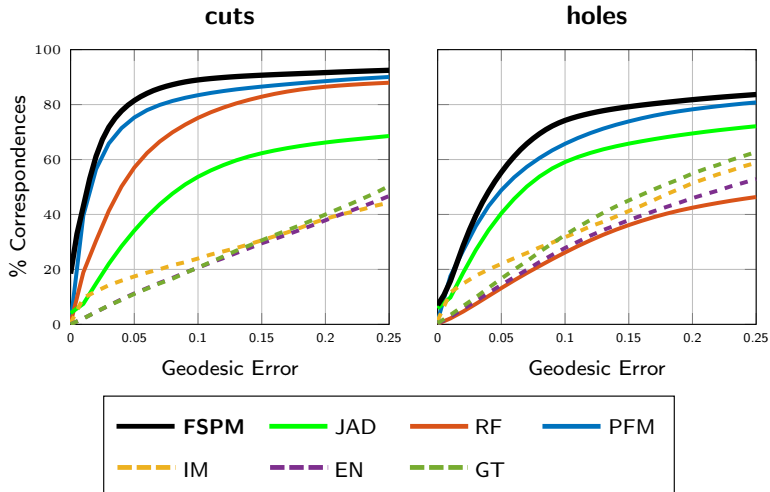 cuts holes
% Correspondences
100
80
60
40
20
0
0 0.05 0.1 0.15 0.2 0.25
0 0.05 0.1 0.15 0.2 0.25
Geodesic Error Geodesic Error
FSPM JAD RF PFM
IM EN GT